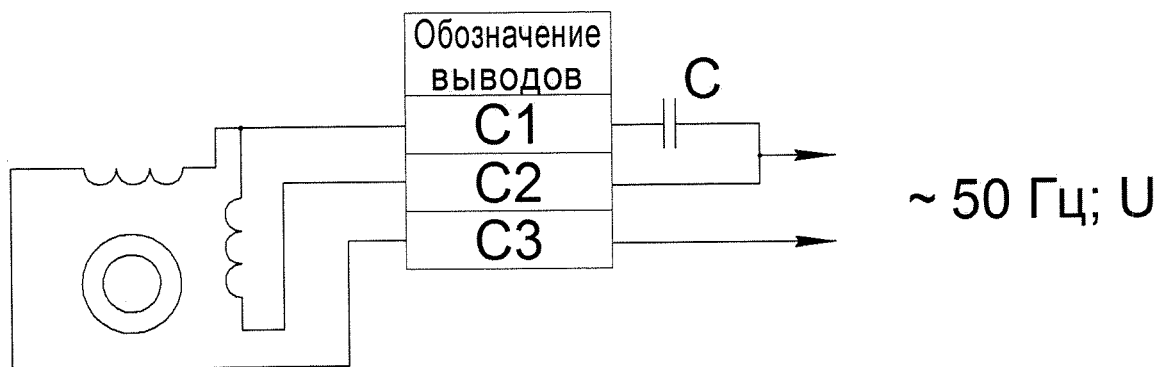 Обозначение
выводов
C1
C
C2
C3
~ 50 Гц; U